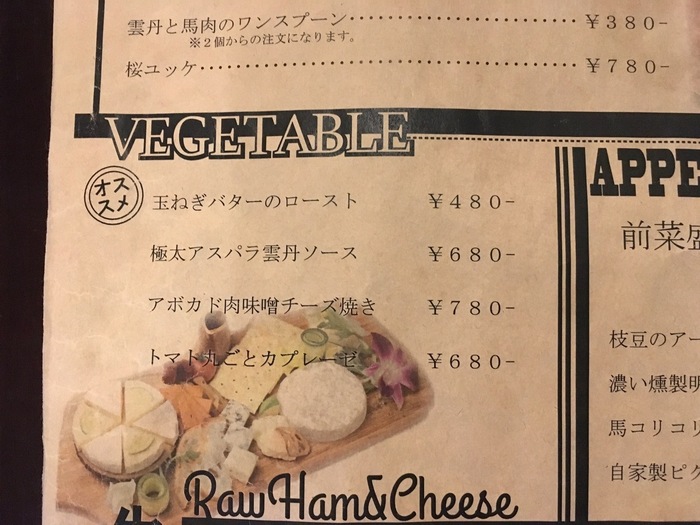 雲丹と馬肉のワンスプーン ¥380-
※2個からの注文になります。
桜ユッケ ¥780-
VEGETABLE
オススメ
玉ねぎバターのロースト ¥480-
極太アスパラ雲丹ソース ¥680-
アボカド肉味噌チーズ焼き ¥780-
トマト丸ごとカプレーゼ ¥680-
Raw Ham&Cheese
APPE
前菜盛
枝豆のアー
濃い燻製明
馬コリコリ
自家製ピク